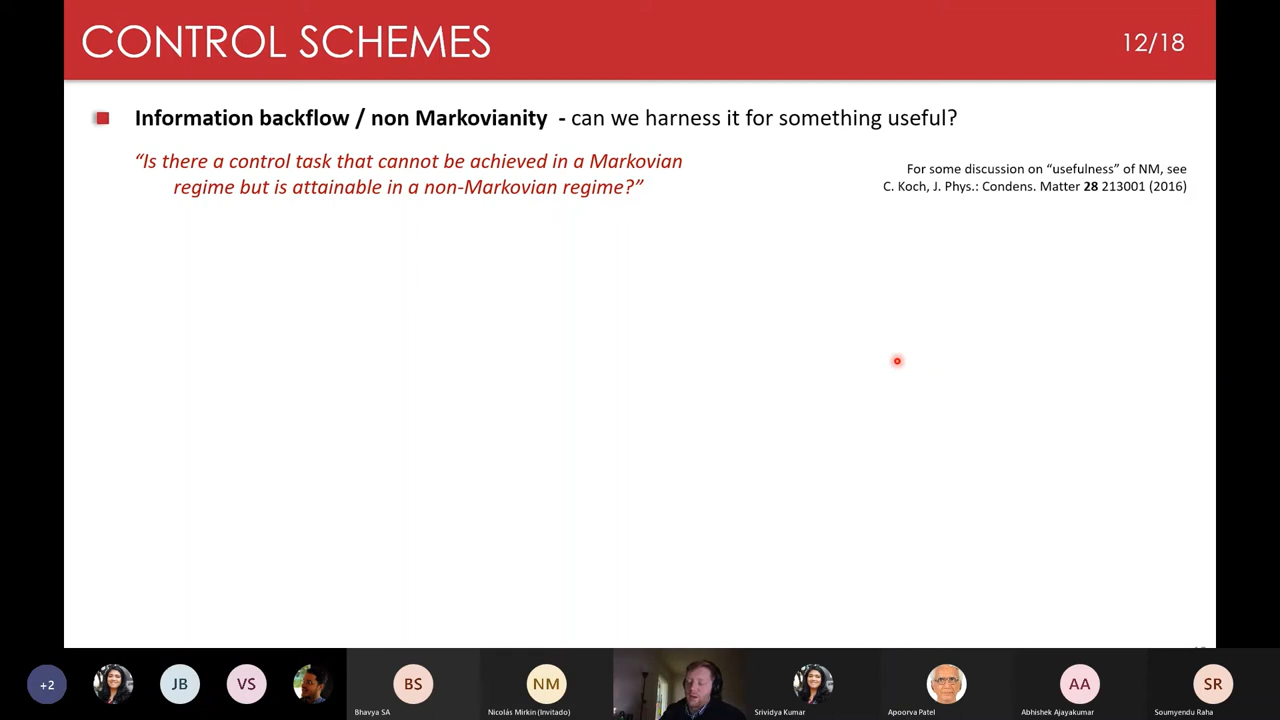 CONTROL SCHEMES
12/18
Information backflow / non Markovianity - can we harness it for something useful?
“Is there a control task that cannot be achieved in a Markovian
regime but is attainable in a non-Markovian regime?”
For some discussion on “usefulness” of NM, see
C. Koch, J. Phys.: Condens. Matter 28 213001 (2016)
+2
JB
VS
BS
NM
AA
SR
Bhavya SA
Nicolás Mirkin (Invitado)
Srividya Kumar
Apoorva Patel
Abhishek Ajayakumar
Soumyendu Raha